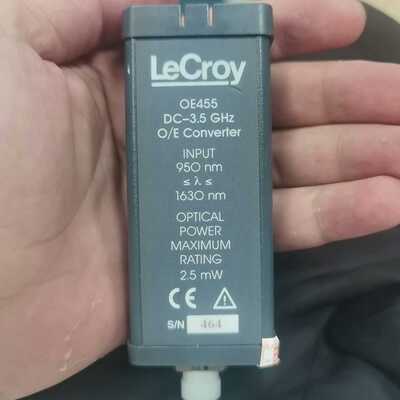 LeCroy
OE455
DC–3.5 GHz
O/E Converter
INPUT
950 nm
≤ λ ≤
1630 nm
OPTICAL
POWER
MAXIMUM
RATING
2.5 mW
CE
S/N 464